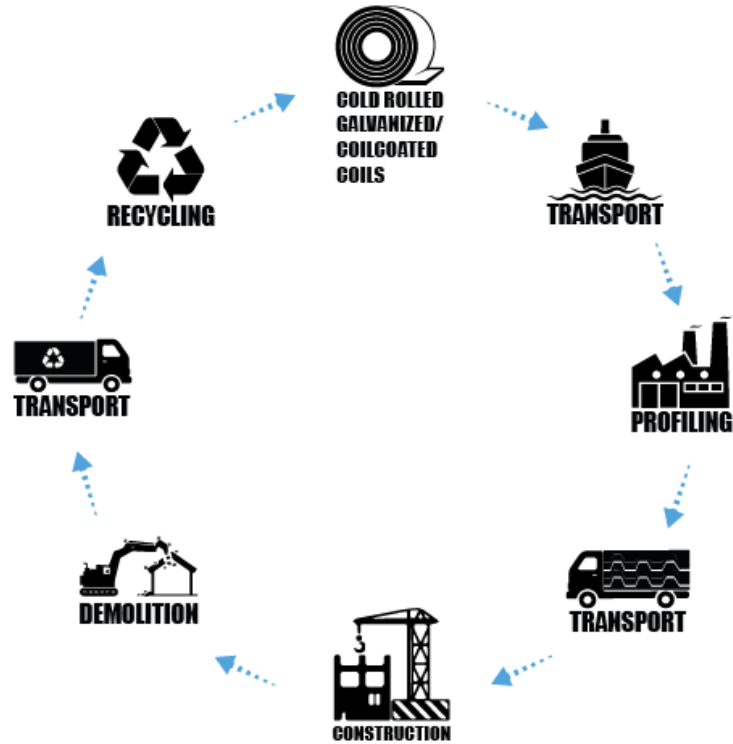 COLD ROLLED
GALVANIZED/
COILCOATED
COILS
TRANSPORT
PROFILING
TRANSPORT
CONSTRUCTION
DEMOLITION
TRANSPORT
RECYCLING